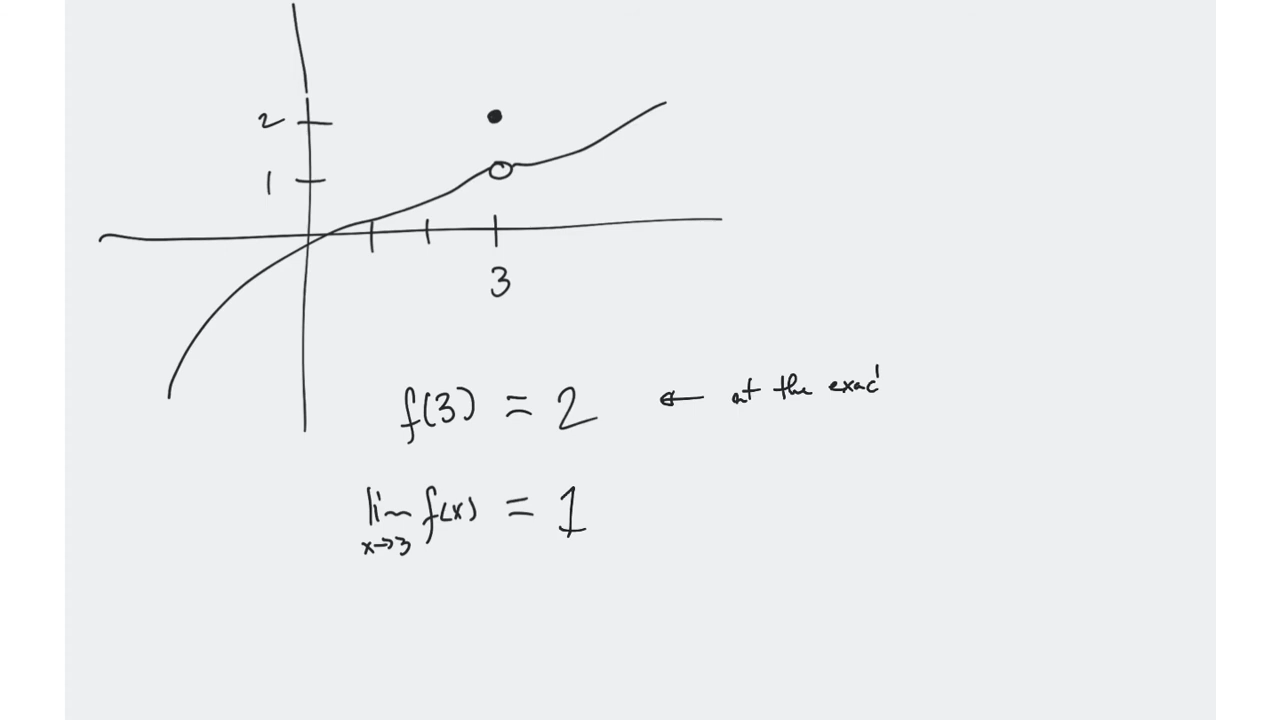 2
1
3
f(3) = 2 ← at the exac
lim f(x) = 1
x→3